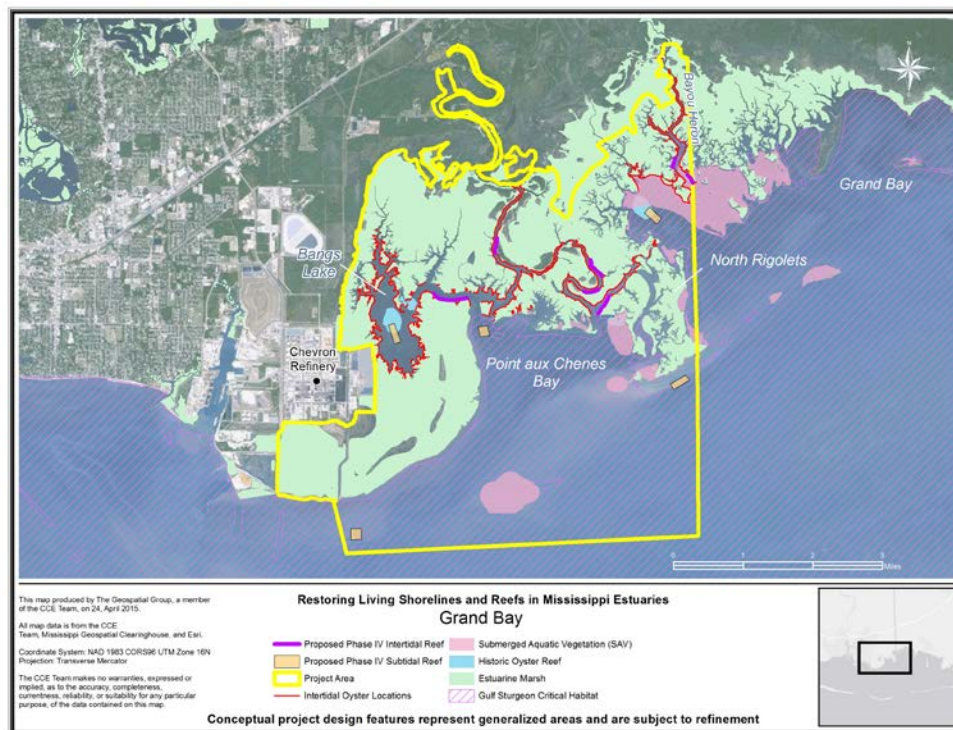 Bayou Heron
Grand Bay
Bangs
Lake
North Rigolets
Chevron
Refinery
Point aux Chenes
Bay
0 1 2 3
Miles
This map produced by The Geospatial Group, a member
of the CCE Team, on 24, April 2015.
All map data is from the CCE
Team, Mississippi Geospatial Clearinghouse, and Esri.
Coordinate System: NAD 1983 CORS96 UTM Zone 16N
Projection: Transverse Mercator
The CCE Team makes no warranties, expressed or
implied, as to the accuracy, completeness,
currentness, reliability, or suitability for any particular
purpose, of the data contained on this map.
Restoring Living Shorelines and Reefs in Mississippi Estuaries
Grand Bay
Proposed Phase IV Intertidal Reef
Proposed Phase IV Subtidal Reef
Project Area
Intertidal Oyster Locations
Submerged Aquatic Vegetation (SAV)
Historic Oyster Reef
Estuarine Marsh
Gulf Sturgeon Critical Habitat
Conceptual project design features represent generalized areas and are subject to refinement